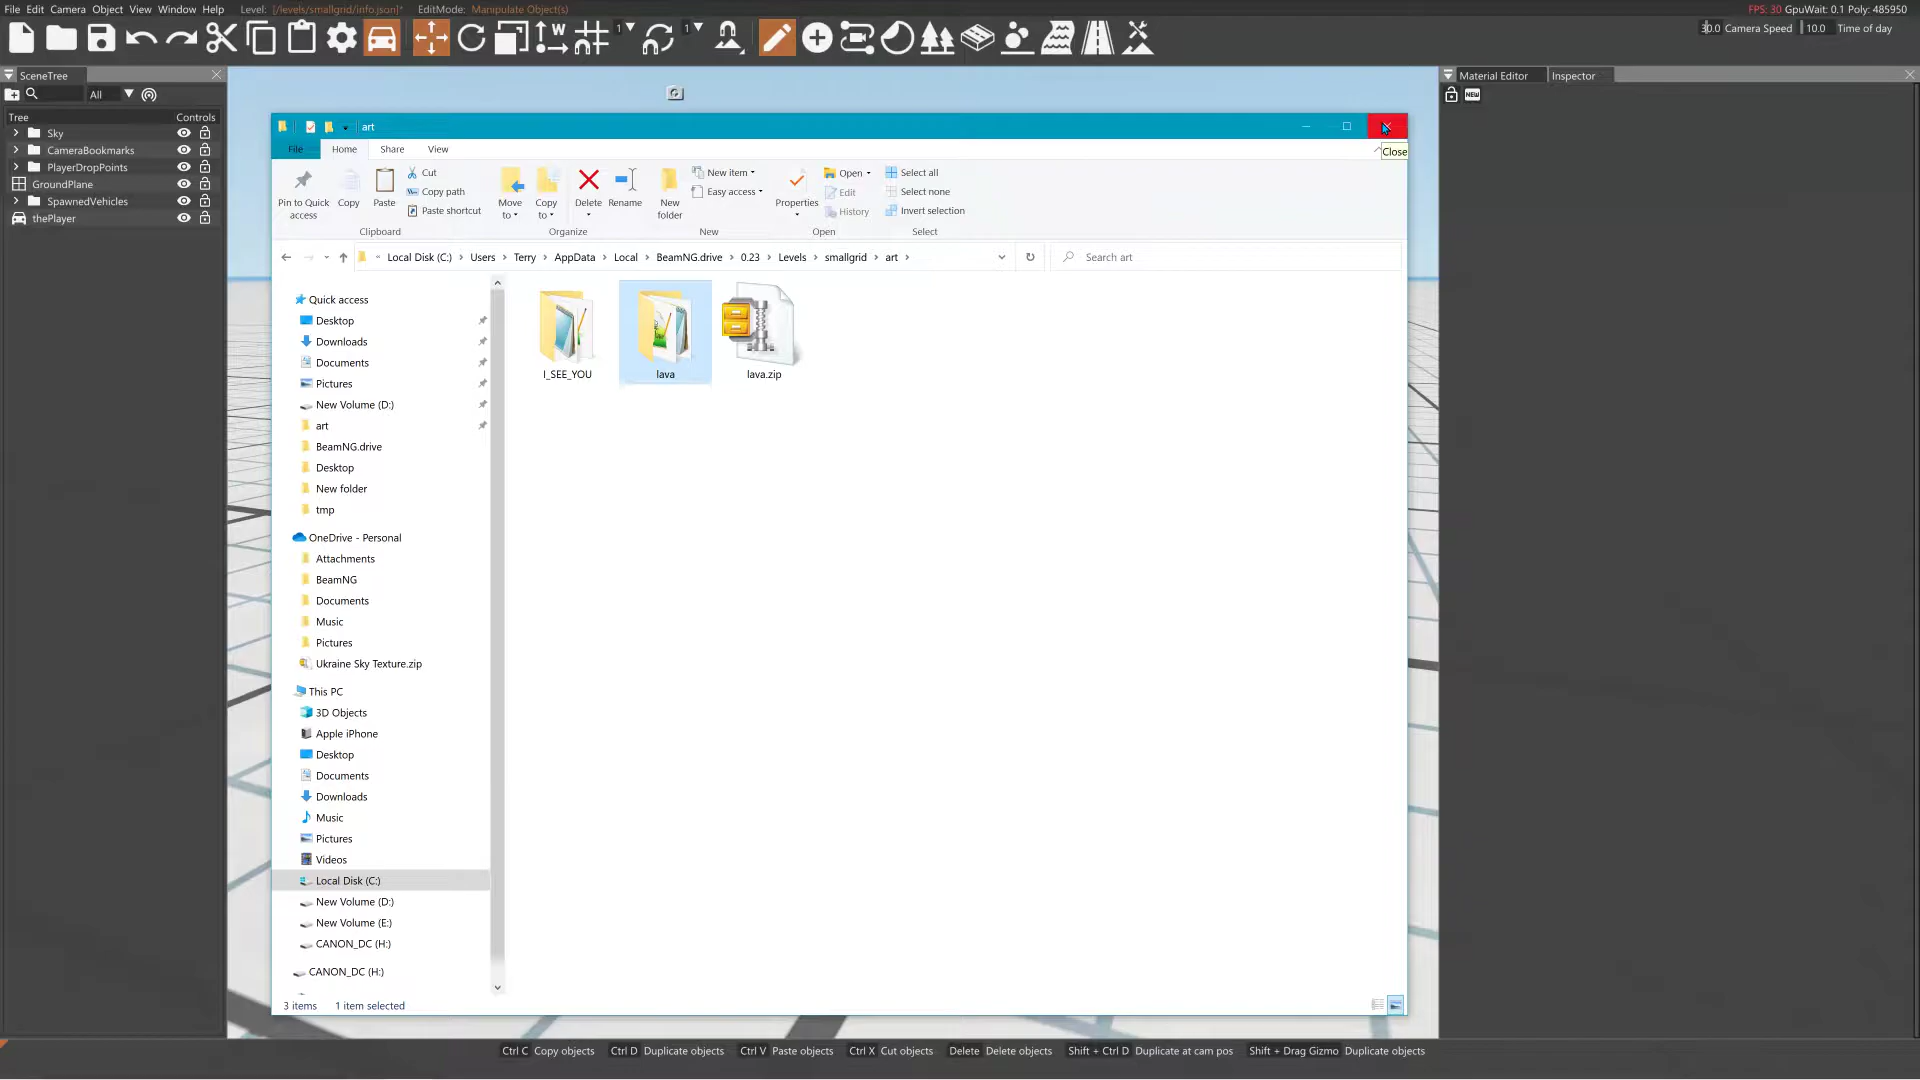 File Edit Camera Object View Window Help Level: [/levels/smallgrid/info.json]* EditMode: Manipulate Object(s) FPS: 30 GpuWait: 0.1 Poly: 485950
W 1 1 30.0 Camera Speed 10.0 Time of day
SceneTree Material Editor Inspector
All NEW
Tree Controls
Sky
CameraBookmarks
PlayerDropPoints
GroundPlane
SpawnedVehicles
thePlayer
art
Close
File Home Share View
Pin to Quick access
Copy
Paste
Cut
Copy path
Paste shortcut
Clipboard
Move to
Copy to
Delete
Rename
Organize
New folder
New item
Easy access
New
Properties
Open
Edit
History
Open
Select all
Select none
Invert selection
Select
« Local Disk (C:) > Users > Terry > AppData > Local > BeamNG.drive > 0.23 > Levels > smallgrid > art >
Search art
Quick access
Desktop
Downloads
Documents
Pictures
New Volume (D:)
art
BeamNG.drive
Desktop
New folder
tmp
OneDrive - Personal
Attachments
BeamNG
Documents
Music
Pictures
Ukraine Sky Texture.zip
This PC
3D Objects
Apple iPhone
Desktop
Documents
Downloads
Music
Pictures
Videos
Local Disk (C:)
New Volume (D:)
New Volume (E:)
CANON_DC (H:)
CANON_DC (H:)
I_SEE_YOU
lava
lava.zip
3 items 1 item selected
Ctrl C Copy objects Ctrl D Duplicate objects Ctrl V Paste objects Ctrl X Cut objects Delete Delete objects Shift + Ctrl D Duplicate at cam pos Shift + Drag Gizmo Duplicate objects